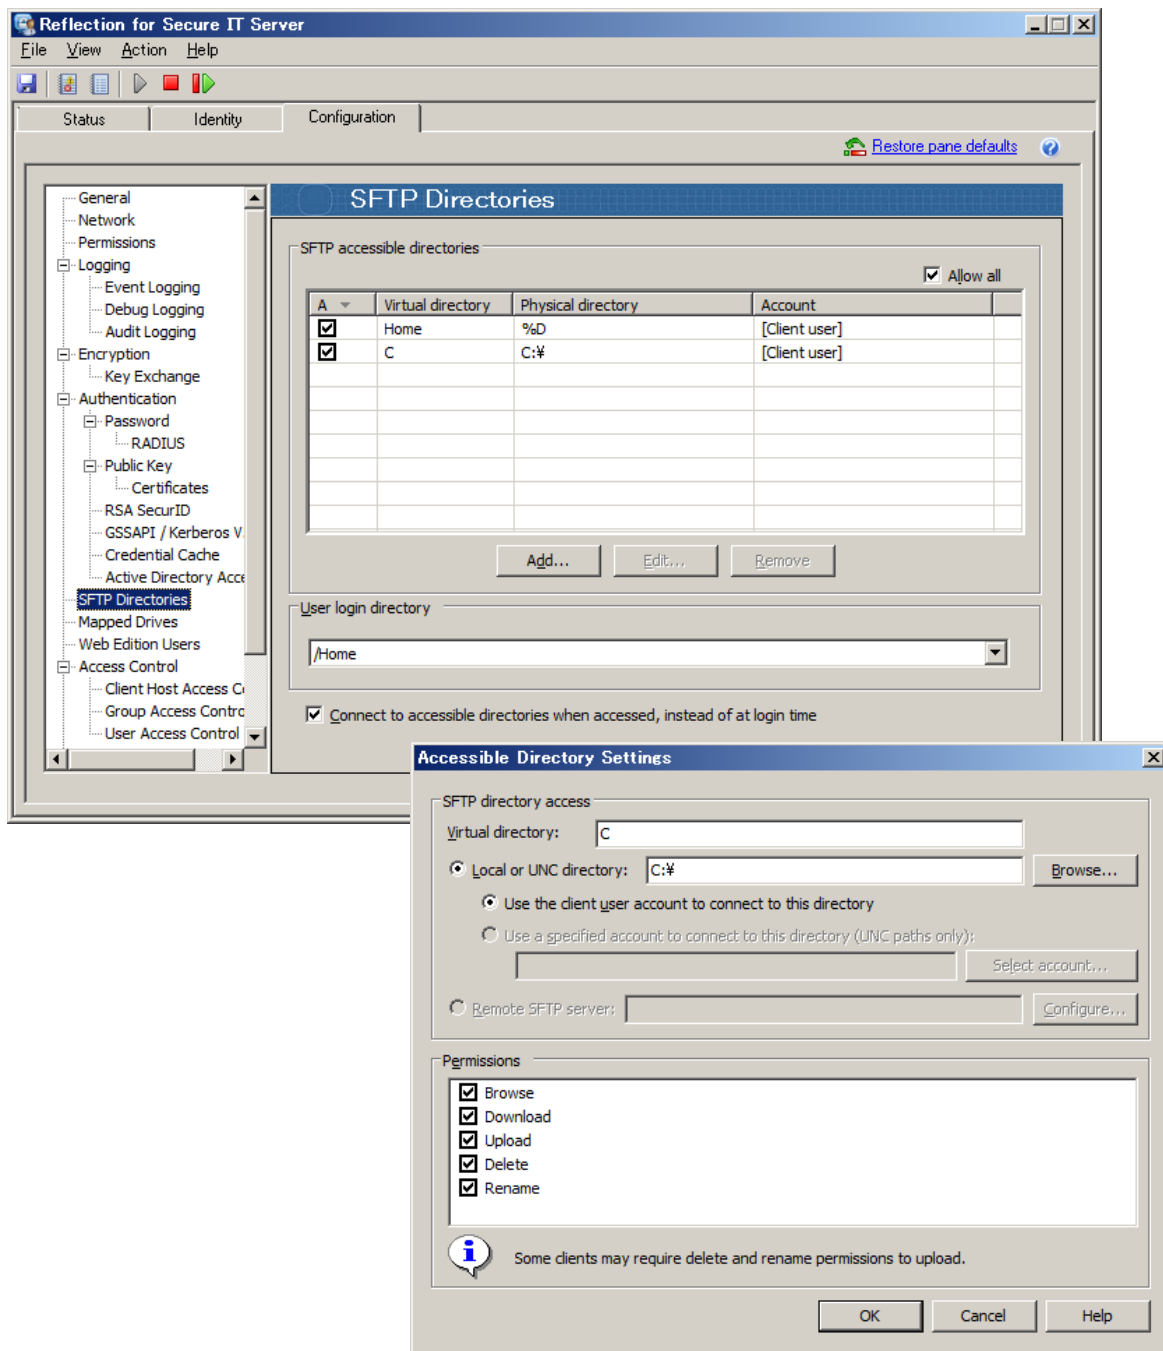 Reflection for Secure IT Server
File View Action Help
Status Identity Configuration
Restore pane defaults
General
Network
Permissions
Logging
Event Logging
Debug Logging
Audit Logging
Encryption
Key Exchange
Authentication
Password
RADIUS
Public Key
Certificates
RSA SecurID
GSSAPI / Kerberos V
Credential Cache
Active Directory Acce
SFTP Directories
Mapped Drives
Web Edition Users
Access Control
Client Host Access C
Group Access Contro
User Access Control
SFTP Directories
SFTP accessible directories
Allow all
A Virtual directory Physical directory Account
Home %D [Client user]
C C:¥ [Client user]
Add... Edit... Remove
User login directory
/Home
Connect to accessible directories when accessed, instead of at login time
Accessible Directory Settings
SFTP directory access
Virtual directory: C
Local or UNC directory: C:¥ Browse...
Use the client user account to connect to this directory
Use a specified account to connect to this directory (UNC paths only):
Select account...
Remote SFTP server: Configure...
Permissions
Browse
Download
Upload
Delete
Rename
Some clients may require delete and rename permissions to upload.
OK Cancel Help